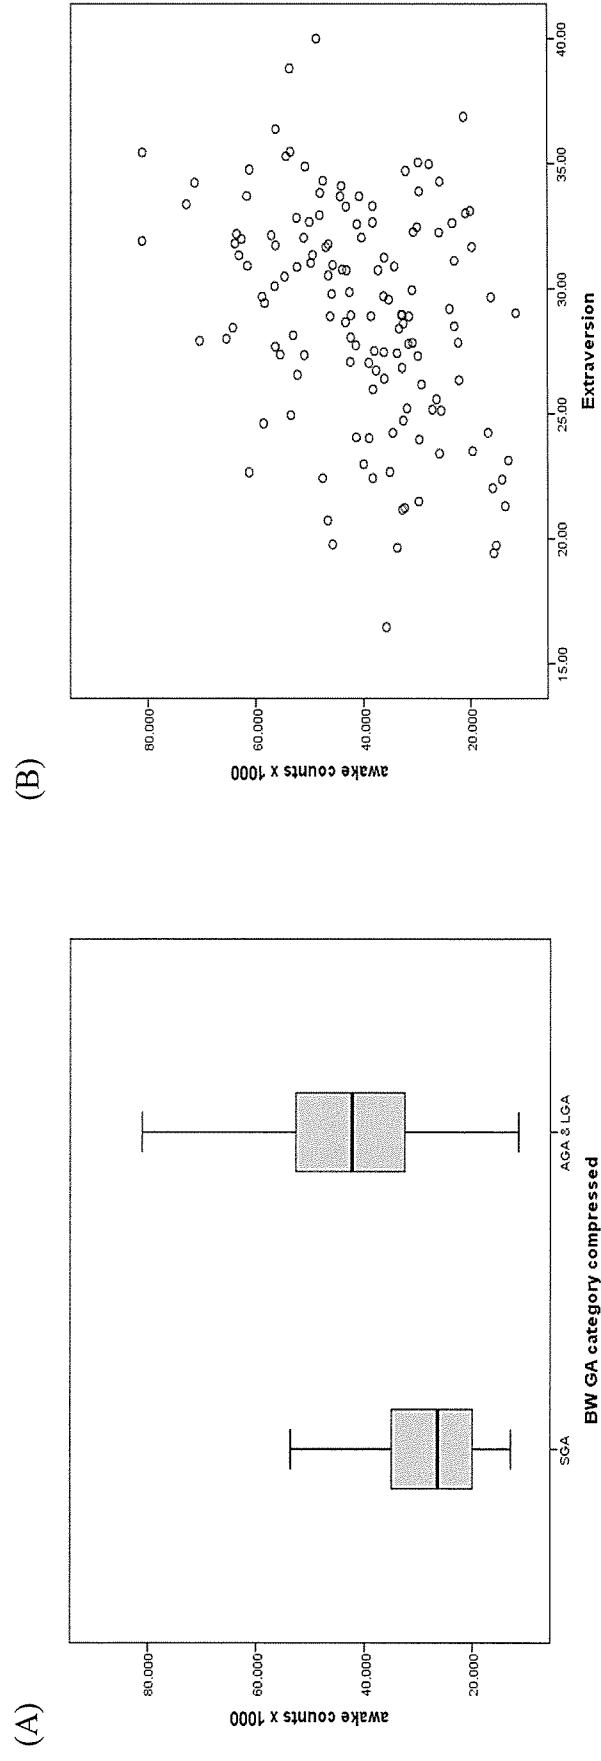 (A)
awake counts x 1000
80.000
60.000
40.000
20.000
SGA
AGA & LGA
BW GA category compressed
(B)
awake counts x 1000
80.000
60.000
40.000
20.000
15.00
20.00
25.00
30.00
35.00
40.00
Extraversion